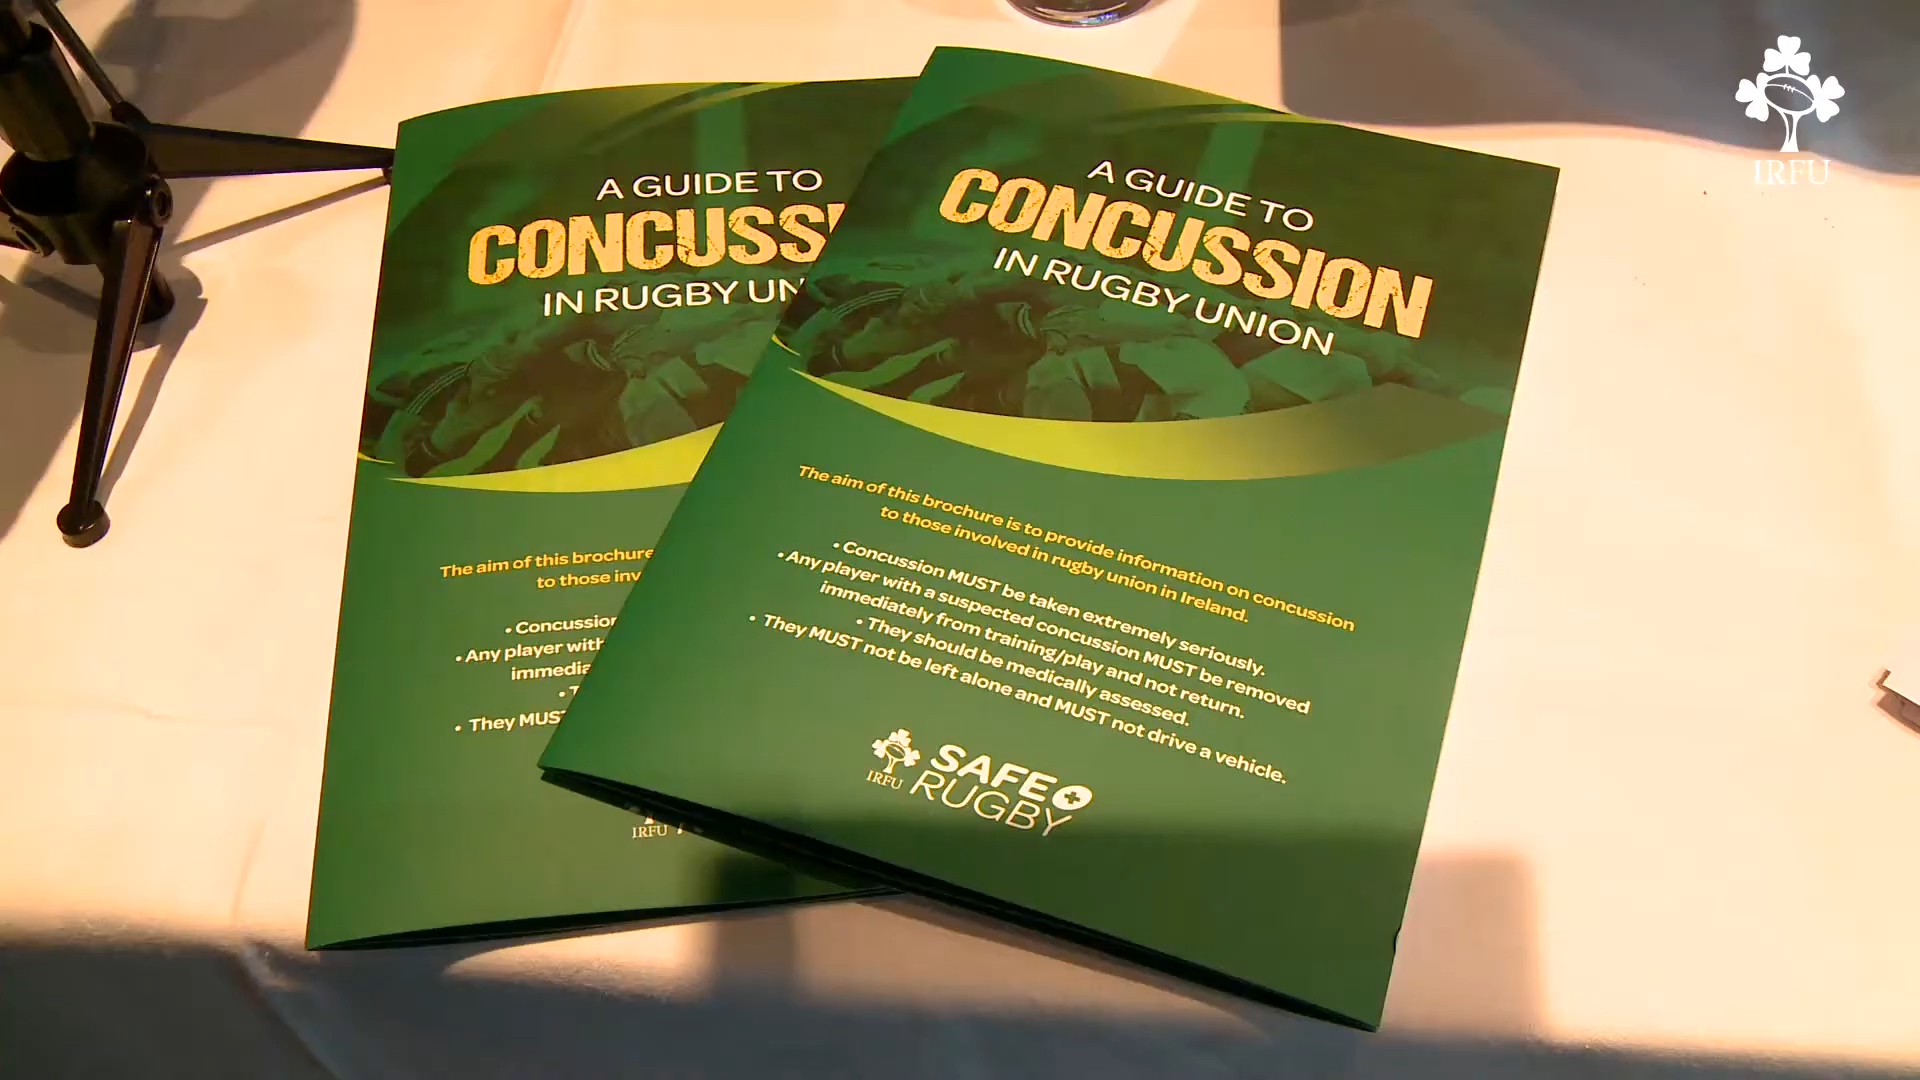 IRFU
A GUIDE TO
CONCUSSI
IN RUGBY UN
The aim of this brochure
to those inv
• Concussion
• Any player with
immedia
• T
• They MUST
IRFU
A GUIDE TO
CONCUSSION
IN RUGBY UNION
The aim of this brochure is to provide information on concussion
to those involved in rugby union in Ireland.
• Concussion MUST be taken extremely seriously.
• Any player with a suspected concussion MUST be removed
immediately from training/play and not return.
• They should be medically assessed.
• They MUST not be left alone and MUST not drive a vehicle.
IRFU
SAFE
RUGBY